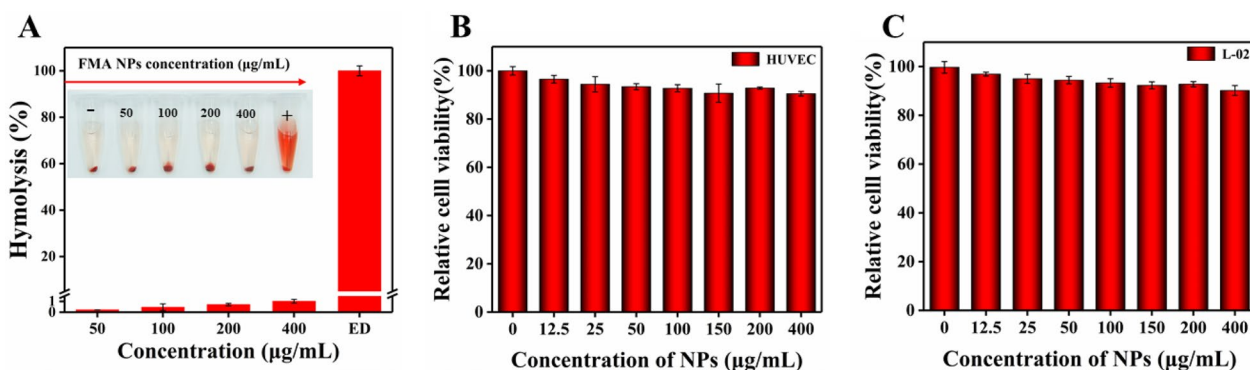 A
FMA NPs concentration (μg/mL)
− 50 100 200 400 +
Hymolysis (%)
100
80
60
40
20
1
0
50 100 200 400 ED
Concentration (μg/mL)
B
HUVEC
Relative celll viability(%)
100
80
60
40
20
0
0 12.5 25 50 100 150 200 400
Concentration of NPs (μg/mL)
C
L-02
Relative celll viability(%)
100
80
60
40
20
0
0 12.5 25 50 100 150 200 400
Concentration of NPs (μg/mL)